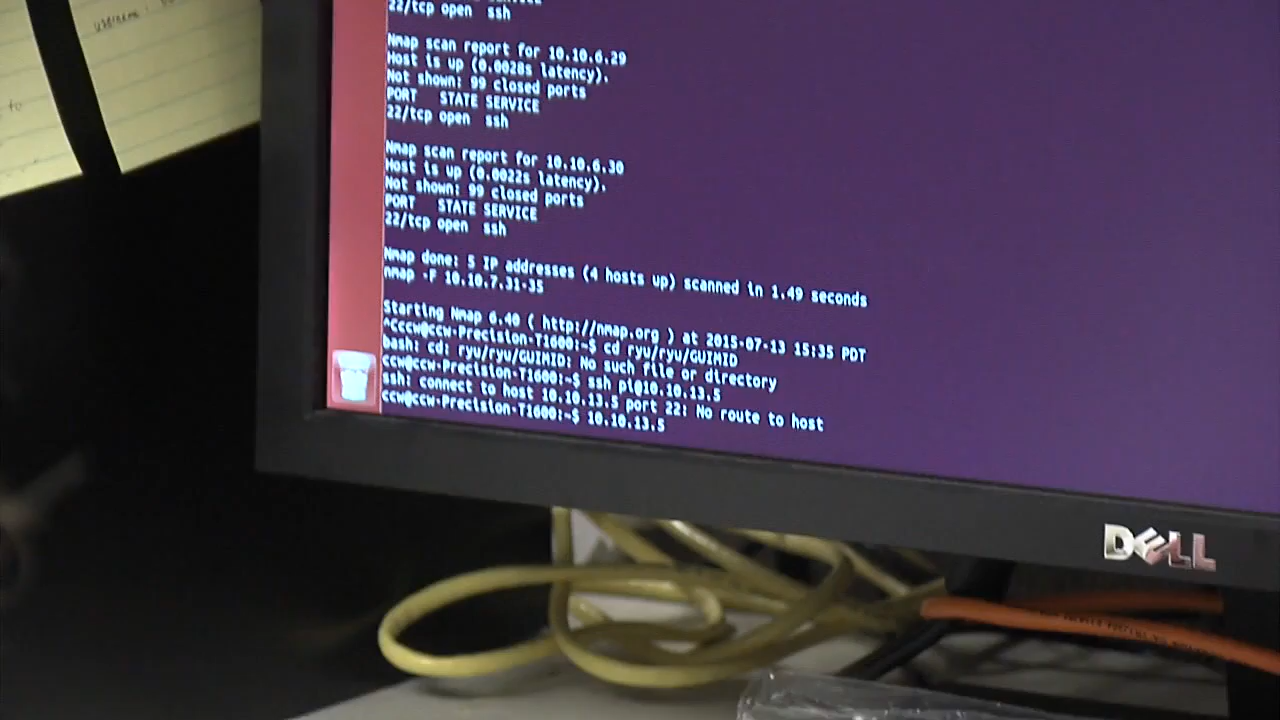 username:
to
22/tcp open  ssh
Nmap scan report for 10.10.6.29
Host is up (0.0028s latency).
Not shown: 99 closed ports
PORT   STATE SERVICE
22/tcp open  ssh
Nmap scan report for 10.10.6.30
Host is up (0.0022s latency).
Not shown: 99 closed ports
PORT   STATE SERVICE
22/tcp open  ssh
Nmap done: 5 IP addresses (4 hosts up) scanned in 1.49 seconds
nmap -F 10.10.7.31-35
Starting Nmap 6.40 ( http://nmap.org ) at 2015-07-13 15:35 PDT
^Cccw@ccw-Precision-T1600:~$ cd ryu/ryu/GUIMID
bash: cd: ryu/ryu/GUIMID: No such file or directory
ccw@ccw-Precision-T1600:~$ ssh pi@10.10.13.5
ssh: connect to host 10.10.13.5 port 22: No route to host
ccw@ccw-Precision-T1600:~$ 10.10.13.5
DELL